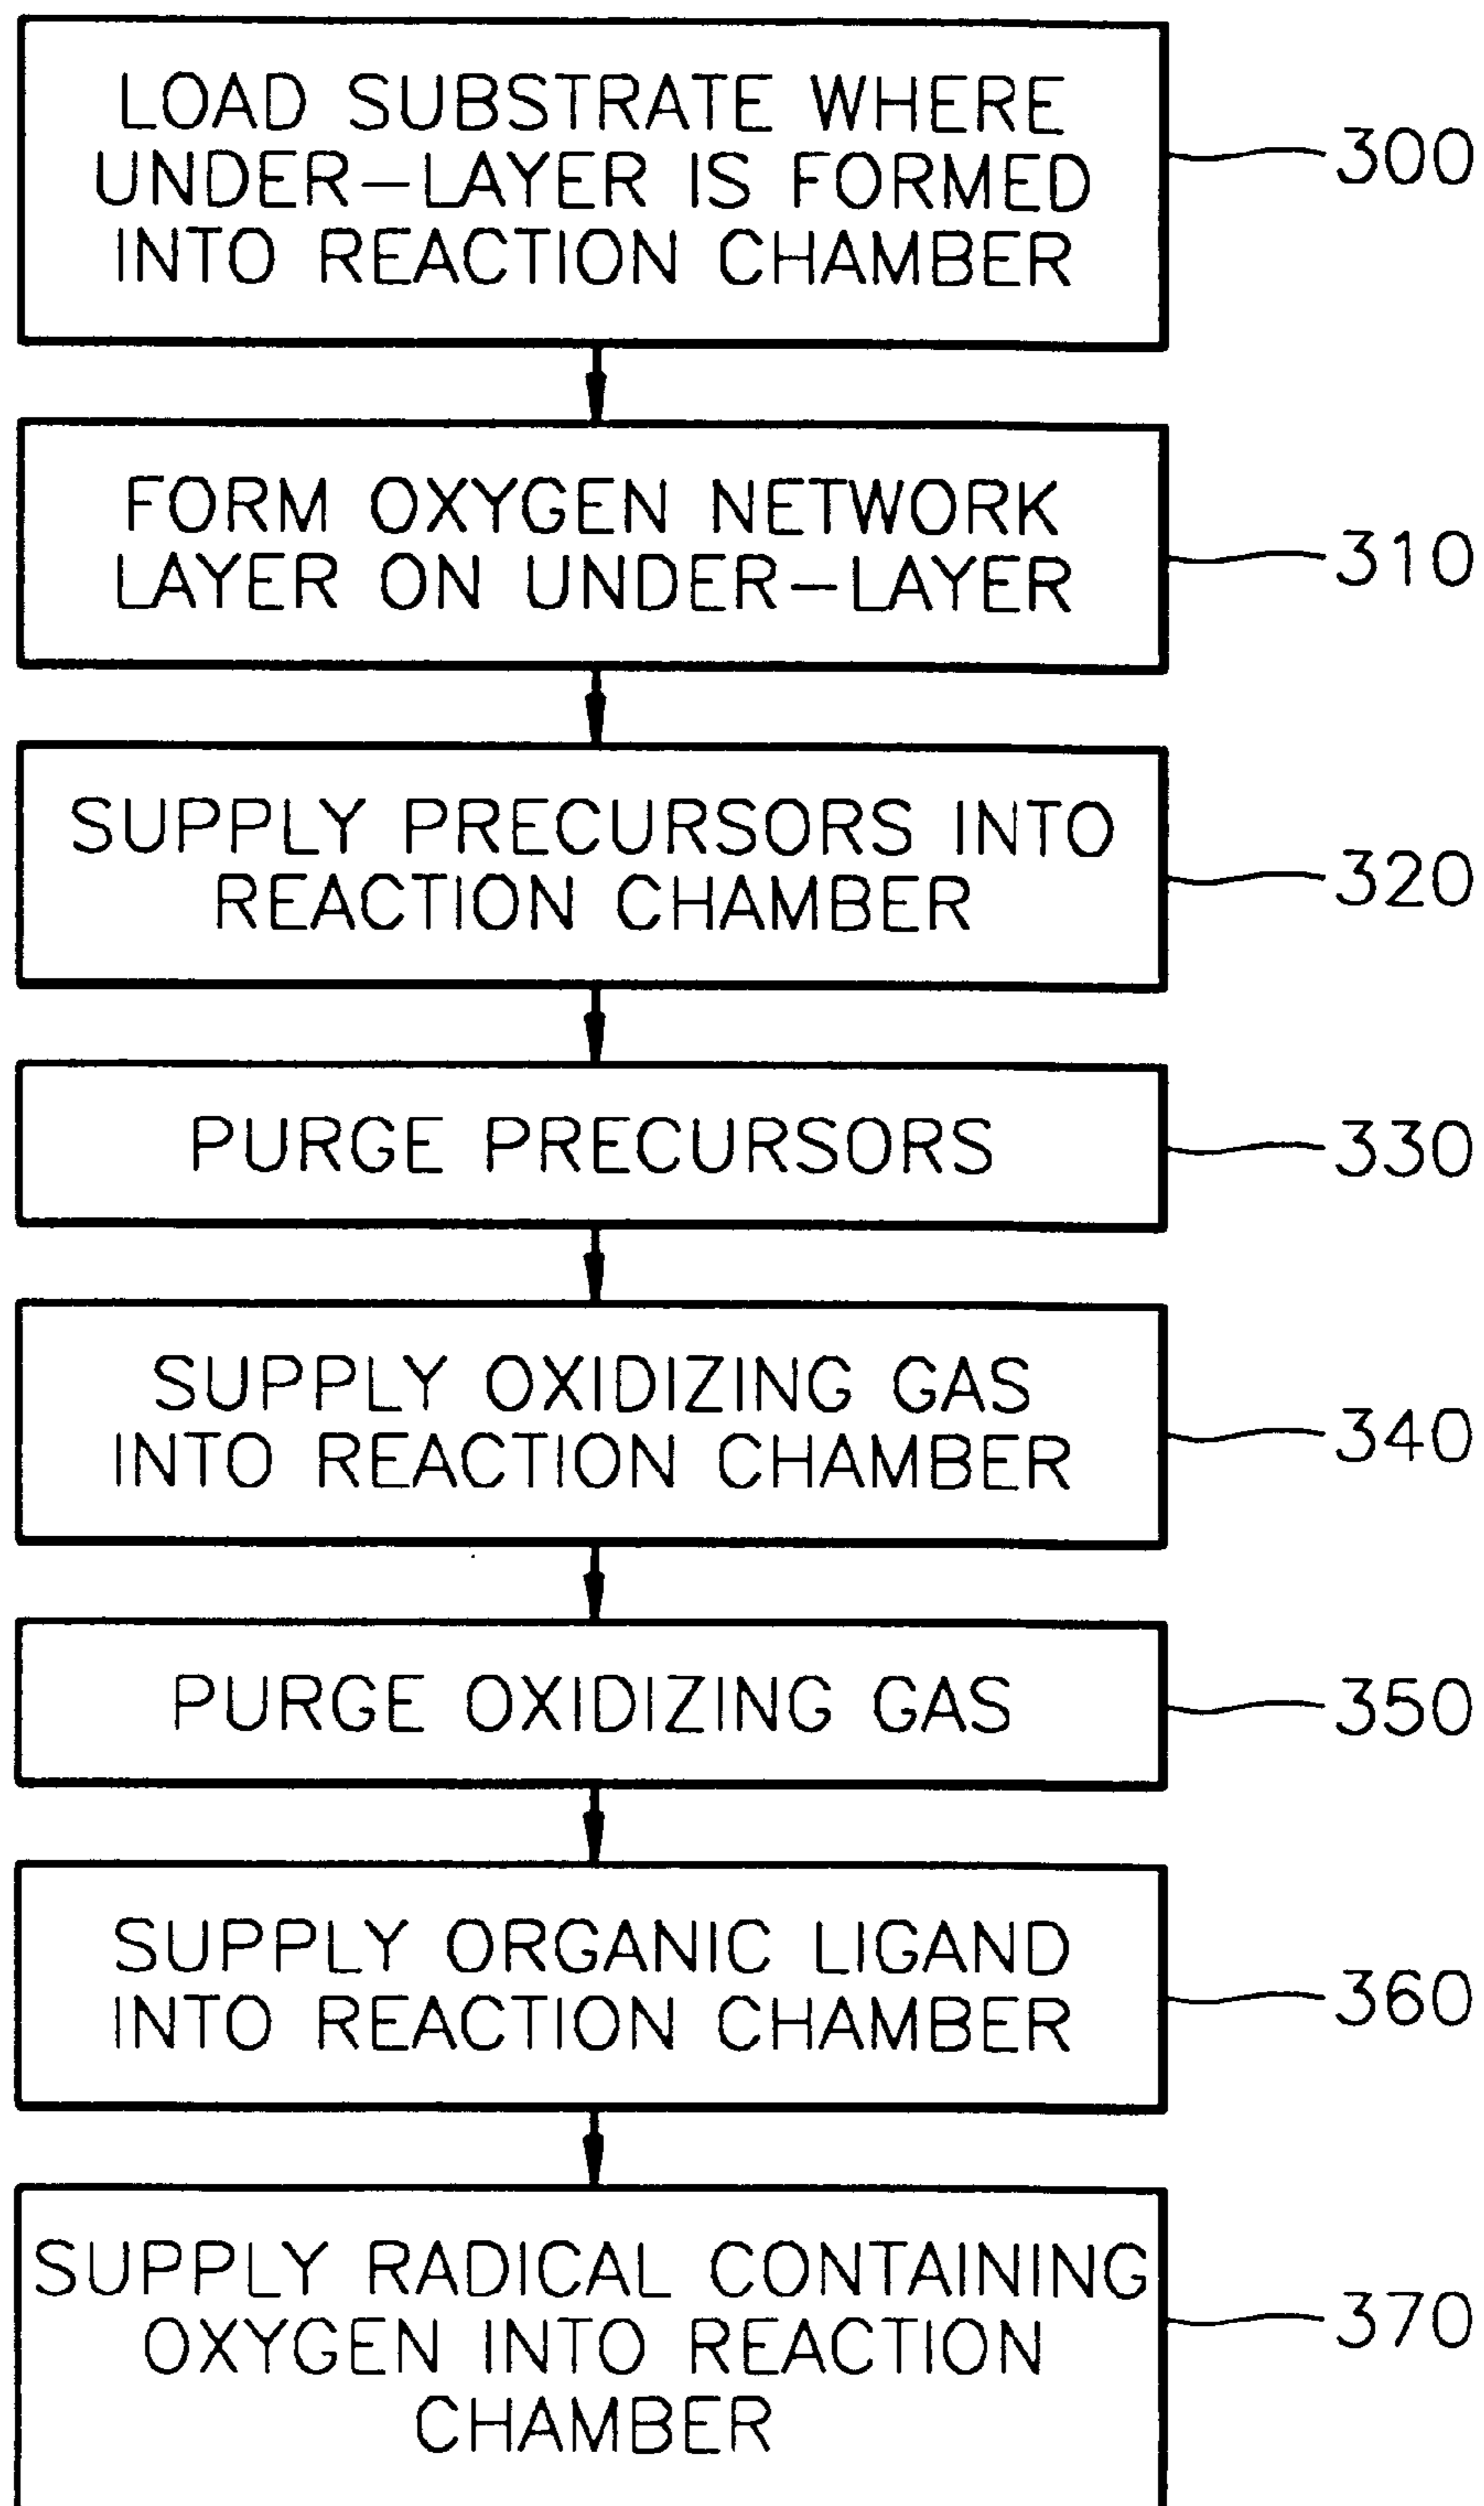 LOAD SUBSTRATE WHERE
UNDER-LAYER IS FORMED
INTO REACTION CHAMBER
300
FORM OXYGEN NETWORK
LAYER ON UNDER-LAYER
310
SUPPLY PRECURSORS INTO
REACTION CHAMBER
320
PURGE PRECURSORS
330
SUPPLY OXIDIZING GAS
INTO REACTION CHAMBER
340
PURGE OXIDIZING GAS
350
SUPPLY ORGANIC LIGAND
INTO REACTION CHAMBER
360
SUPPLY RADICAL CONTAINING
OXYGEN INTO REACTION
CHAMBER
370